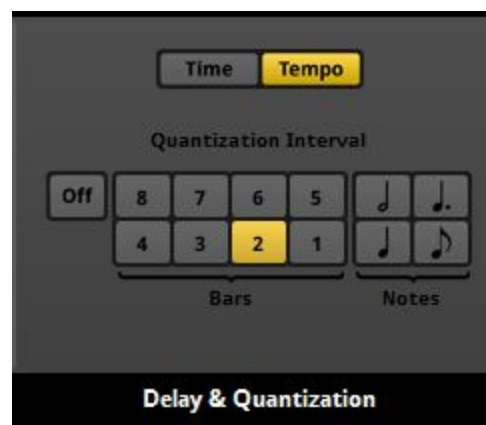 Time Tempo
Quantization Interval
Off 8 7 6 5
4 3 2 1
Bars Notes
Delay & Quantization